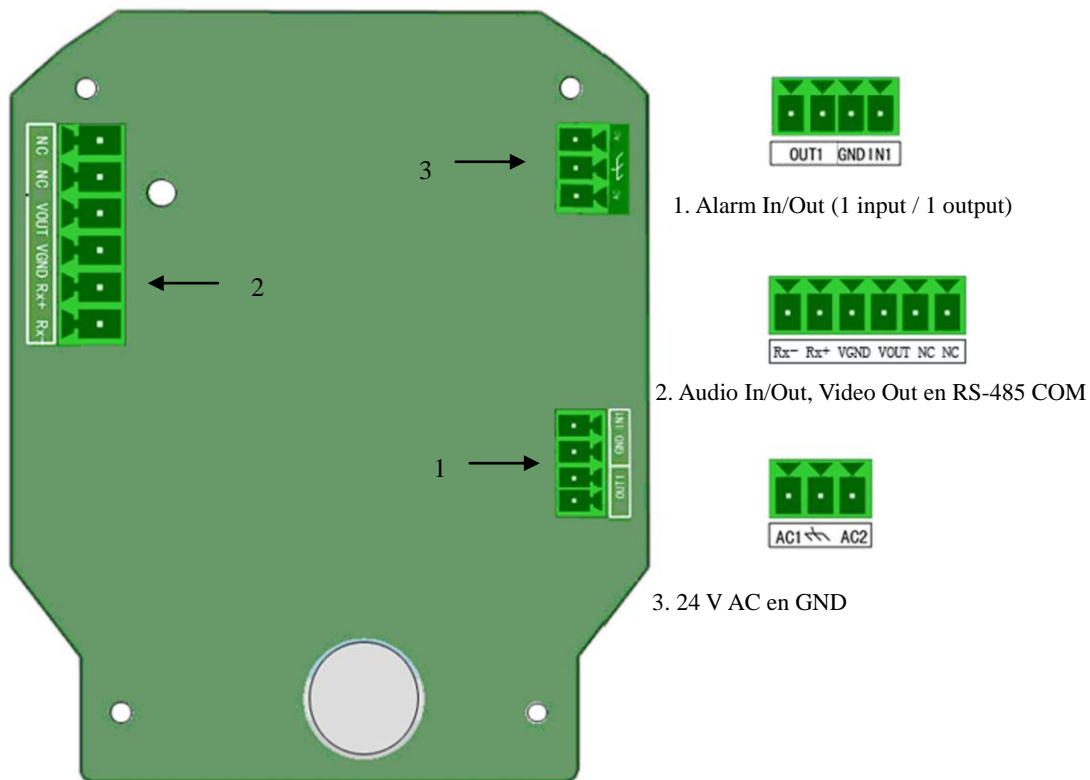 NC NC VOUT VGND Rx+ Rx-
3
AC AC
2
1
GND IN1
OUT1
OUT1 GND IN1
1. Alarm In/Out (1 input / 1 output)
Rx- Rx+ VGND VOUT NC NC
2. Audio In/Out, Video Out en RS-485 COM
AC1 AC2
3. 24 V AC en GND